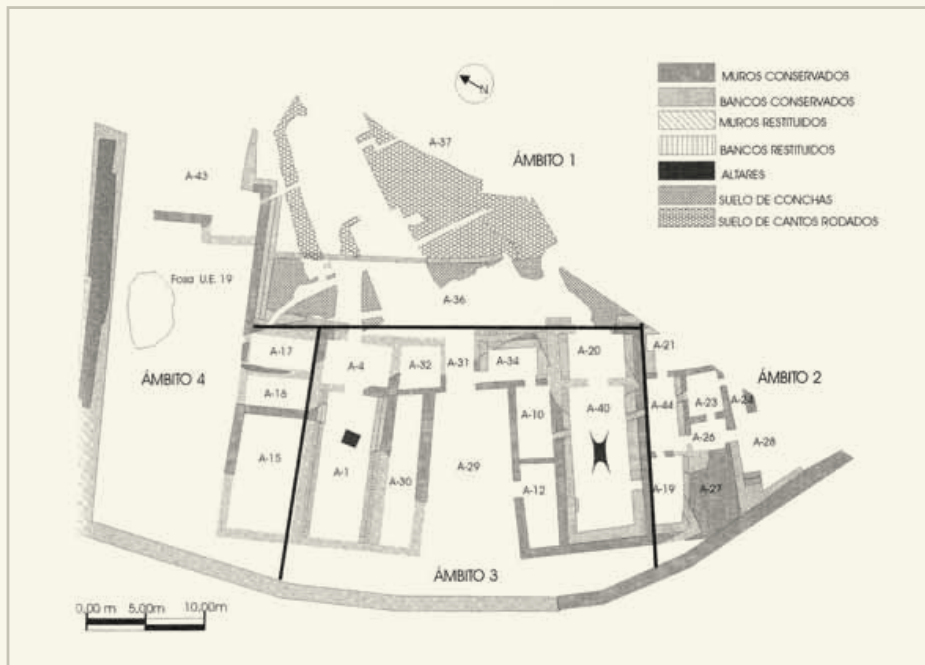 N
MUROS CONSERVADOS
BANCOS CONSERVADOS
MUROS RESTITUIDOS
BANCOS RESTITUIDOS
ALTARES
SUELO DE CONCHAS
SUELO DE CANTOS RODADOS
A-37
ÁMBITO 1
A-43
Fosa U.E. 19
A-36
A-17
A-4
A-32
A-31
A-34
A-20
A-21
ÁMBITO 4
A-16
ÁMBITO 2
A-10
A-40
A-44
A-23
A-24
A-15
A-1
A-30
A-29
A-26
A-28
A-12
A-19
A-27
ÁMBITO 3
0,00 m 5,00m 10,00m